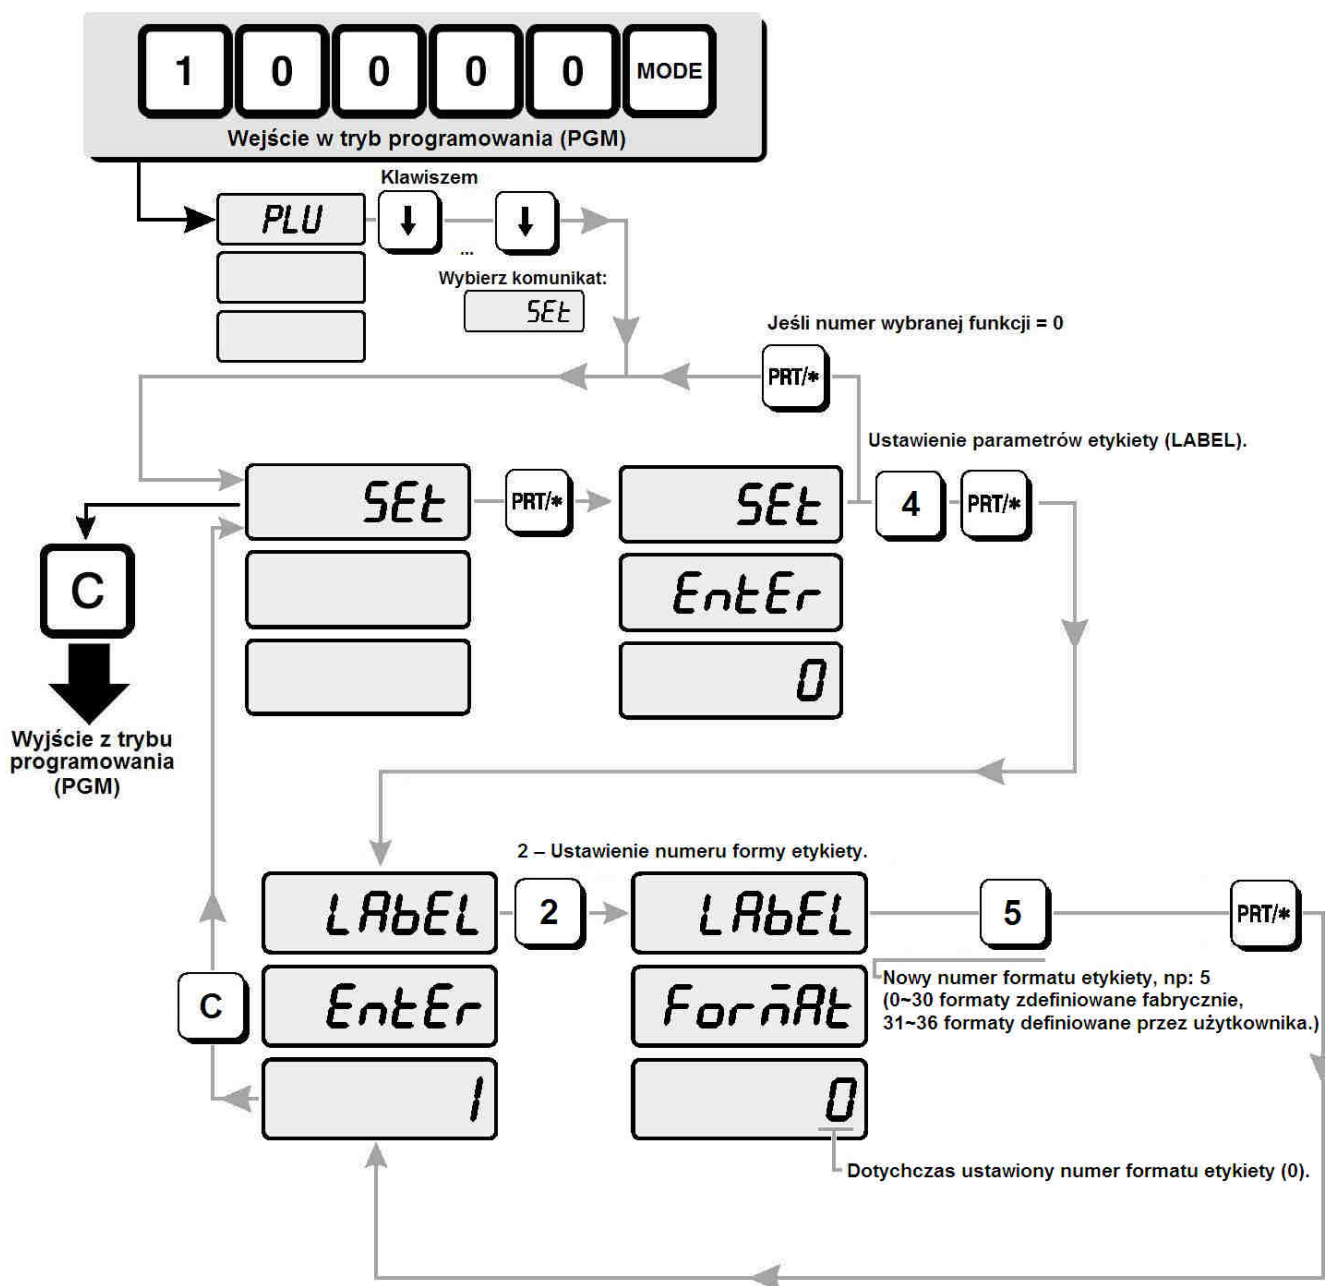 1 0 0 0 0 MODE
Wejście w tryb programowania (PGM)
Klawiszem
PLU ↓ ↓
...
Wybierz komunikat:
SEt
Jeśli numer wybranej funkcji = 0
PRT/*
Ustawienie parametrów etykiety (LABEL).
SEt PRT/* SEt 4 PRT/*
C
EntEr
0
Wyjście z trybu
programowania
(PGM)
2 – Ustawienie numeru formy etykiety.
LAbEL 2 LAbEL 5 PRT/*
Nowy numer formatu etykiety, np: 5
(0~30 formaty zdefiniowane fabrycznie,
31~36 formaty definiowane przez użytkownika.)
C EntEr ForñAt
1 0
Dotychczas ustawiony numer formatu etykiety (0).